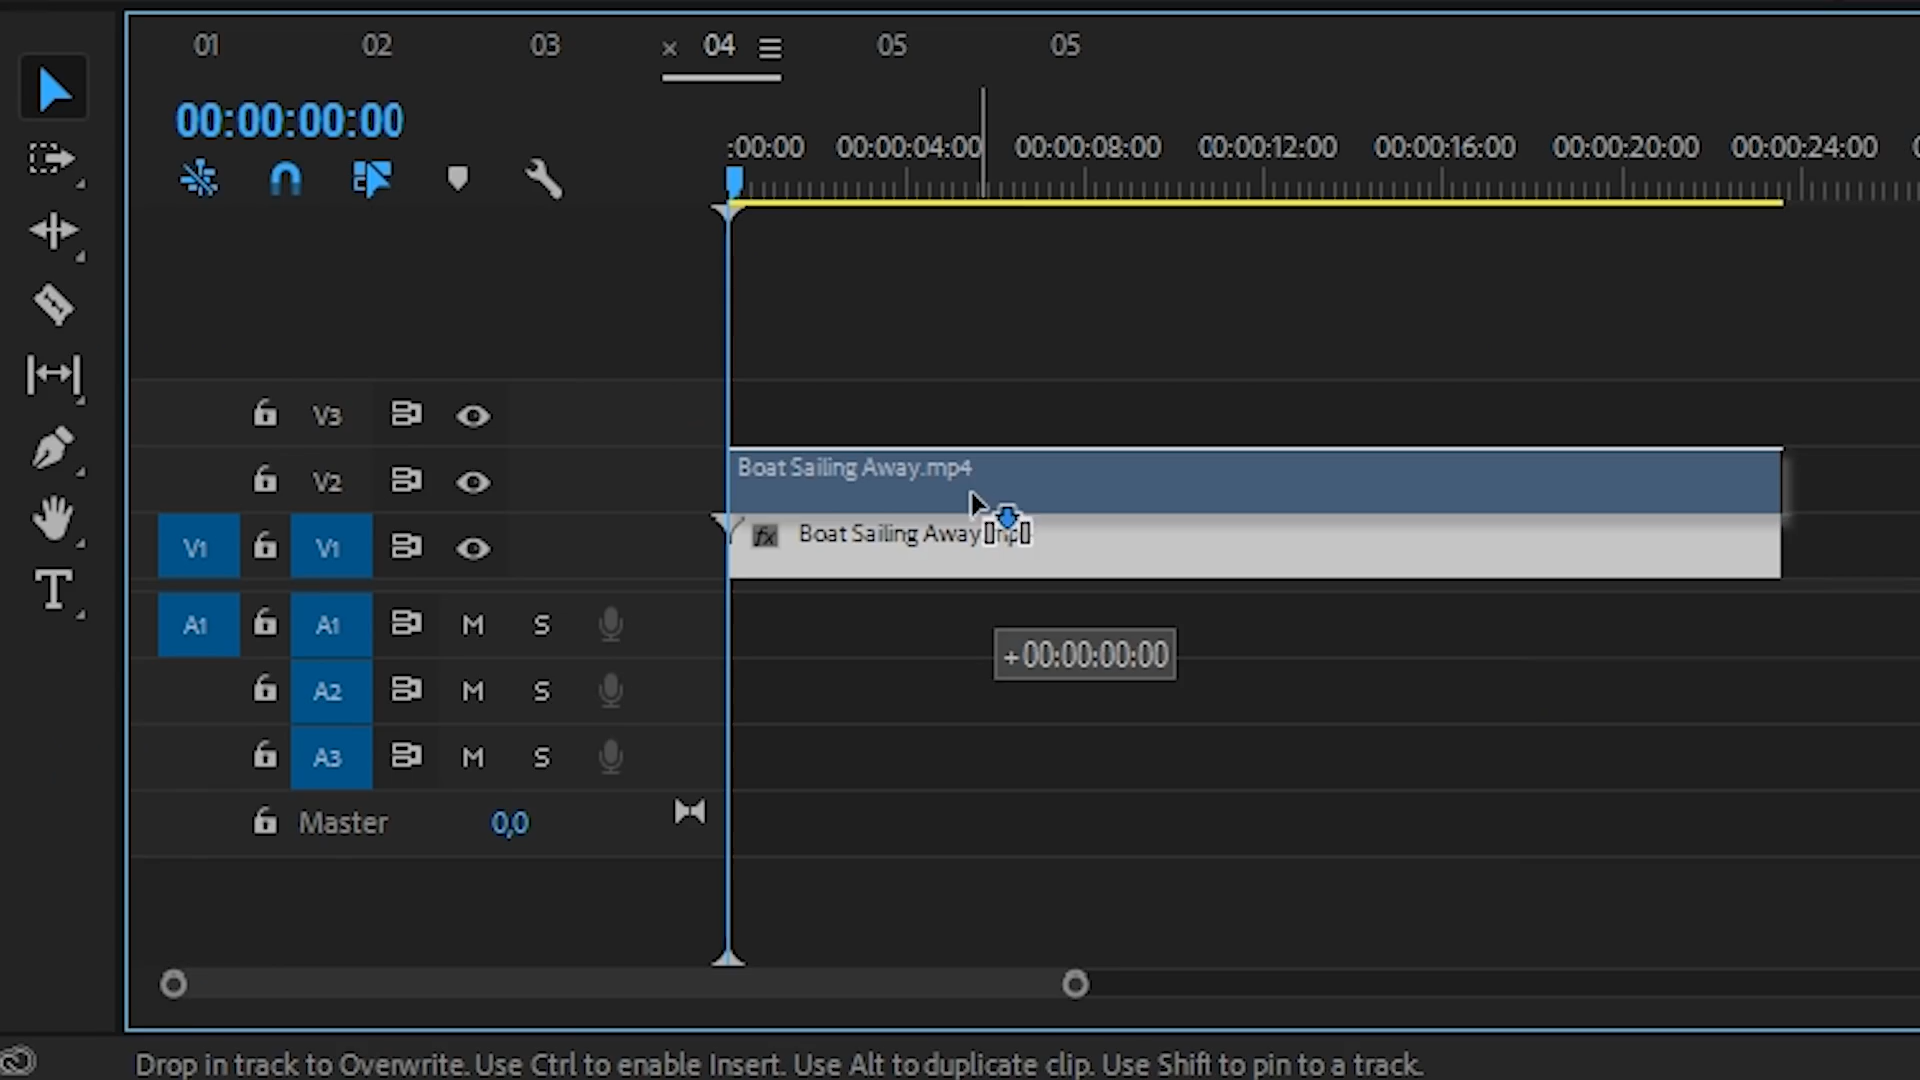 01 02 03 × 04 05 05
00:00:00:00
:00:00 00:00:04:00 00:00:08:00 00:00:12:00 00:00:16:00 00:00:20:00 00:00:24:00
V3
Boat Sailing Away.mp4
V2
fx Boat Sailing Away
V1 V1
A1 A1 M S
+00:00:00:00
A2 M S
A3 M S
Master 0,0
T
Drop in track to Overwrite. Use Ctrl to enable Insert. Use Alt to duplicate clip. Use Shift to pin to a track.